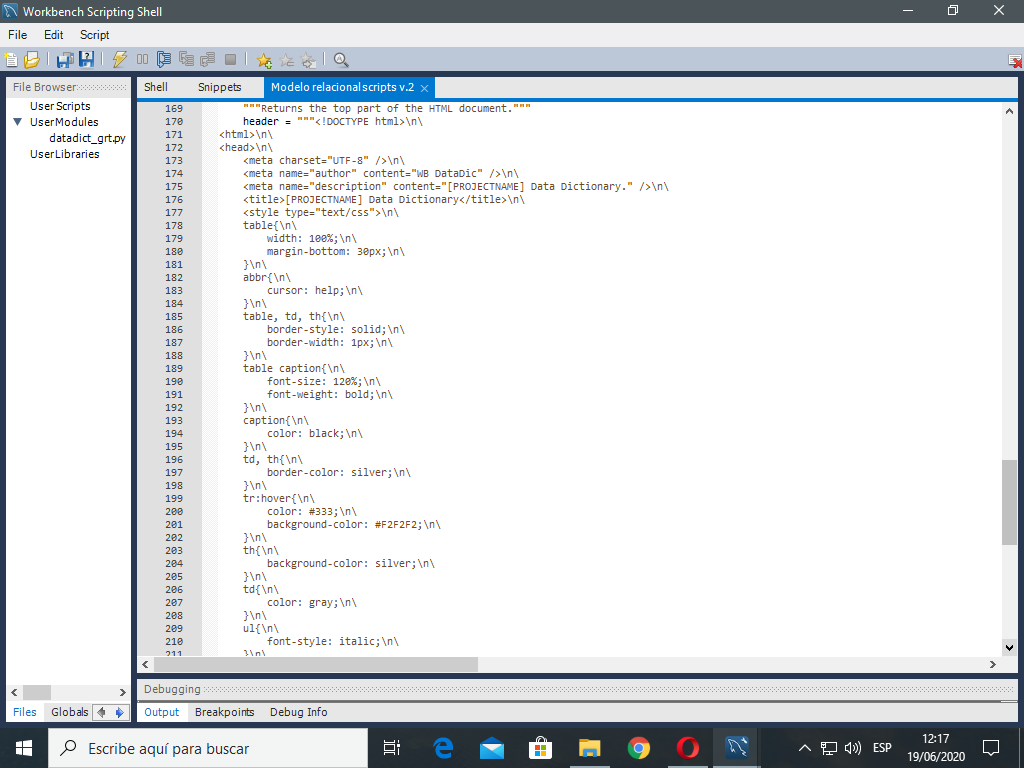 Workbench Scripting Shell
File Edit Script
File Browser
User Scripts
UserModules
datadict_grt.py
UserLibraries
Shell Snippets Modelo relacional scripts v.2
169 """Returns the top part of the HTML document."""
170 header = """<!DOCTYPE html>\n\
171 <html>\n\
172 <head>\n\
173 <meta charset="UTF-8" />\n\
174 <meta name="author" content="WB DataDic" />\n\
175 <meta name="description" content="[PROJECTNAME] Data Dictionary." />\n\
176 <title>[PROJECTNAME] Data Dictionary</title>\n\
177 <style type="text/css">\n\
178 table{\n\
179 width: 100%;\n\
180 margin-bottom: 30px;\n\
181 }\n\
182 abbr{\n\
183 cursor: help;\n\
184 }\n\
185 table, td, th{\n\
186 border-style: solid;\n\
187 border-width: 1px;\n\
188 }\n\
189 table caption{\n\
190 font-size: 120%;\n\
191 font-weight: bold;\n\
192 }\n\
193 caption{\n\
194 color: black;\n\
195 }\n\
196 td, th{\n\
197 border-color: silver;\n\
198 }\n\
199 tr:hover{\n\
200 color: #333;\n\
201 background-color: #F2F2F2;\n\
202 }\n\
203 th{\n\
204 background-color: silver;\n\
205 }\n\
206 td{\n\
207 color: gray;\n\
208 }\n\
209 ul{\n\
210 font-style: italic;\n\
211 }\n\
Files Globals
Debugging
Output Breakpoints Debug Info
Escribe aquí para buscar
ESP
12:17
19/06/2020